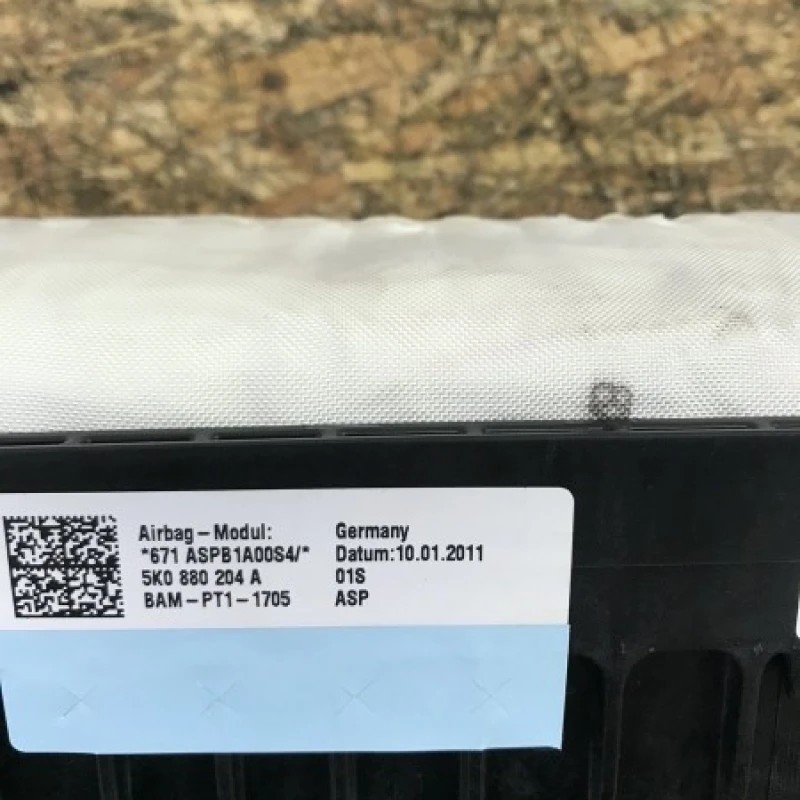 Airbag-Modul: Germany
*671 ASPB1A00S4/* Datum:10.01.2011
5K0 880 204 A 01S
BAM-PT1-1705 ASP